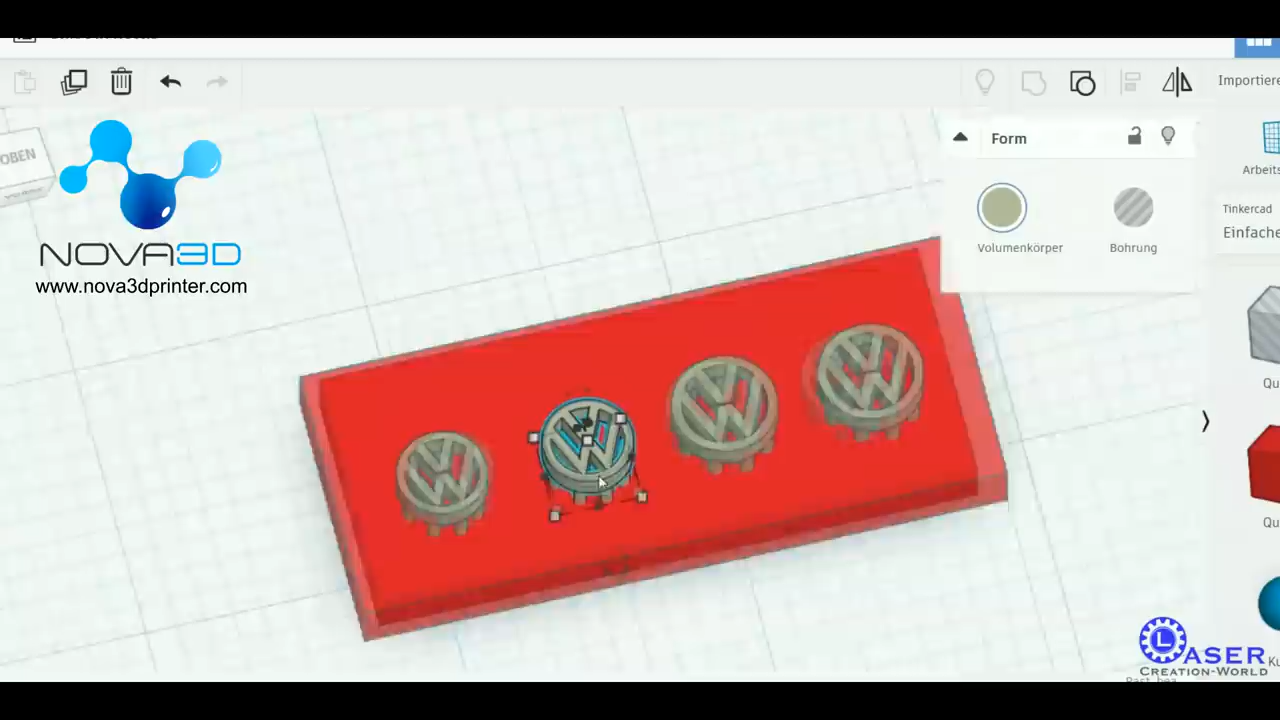 Importiere
OBEN
Form
Arbeits
NOVA3D
www.nova3dprinter.com
Volumenkörper
Bohrung
Tinkercad
Einfache
Qu
Qu
LASER
CREATION-WORLD
Ku